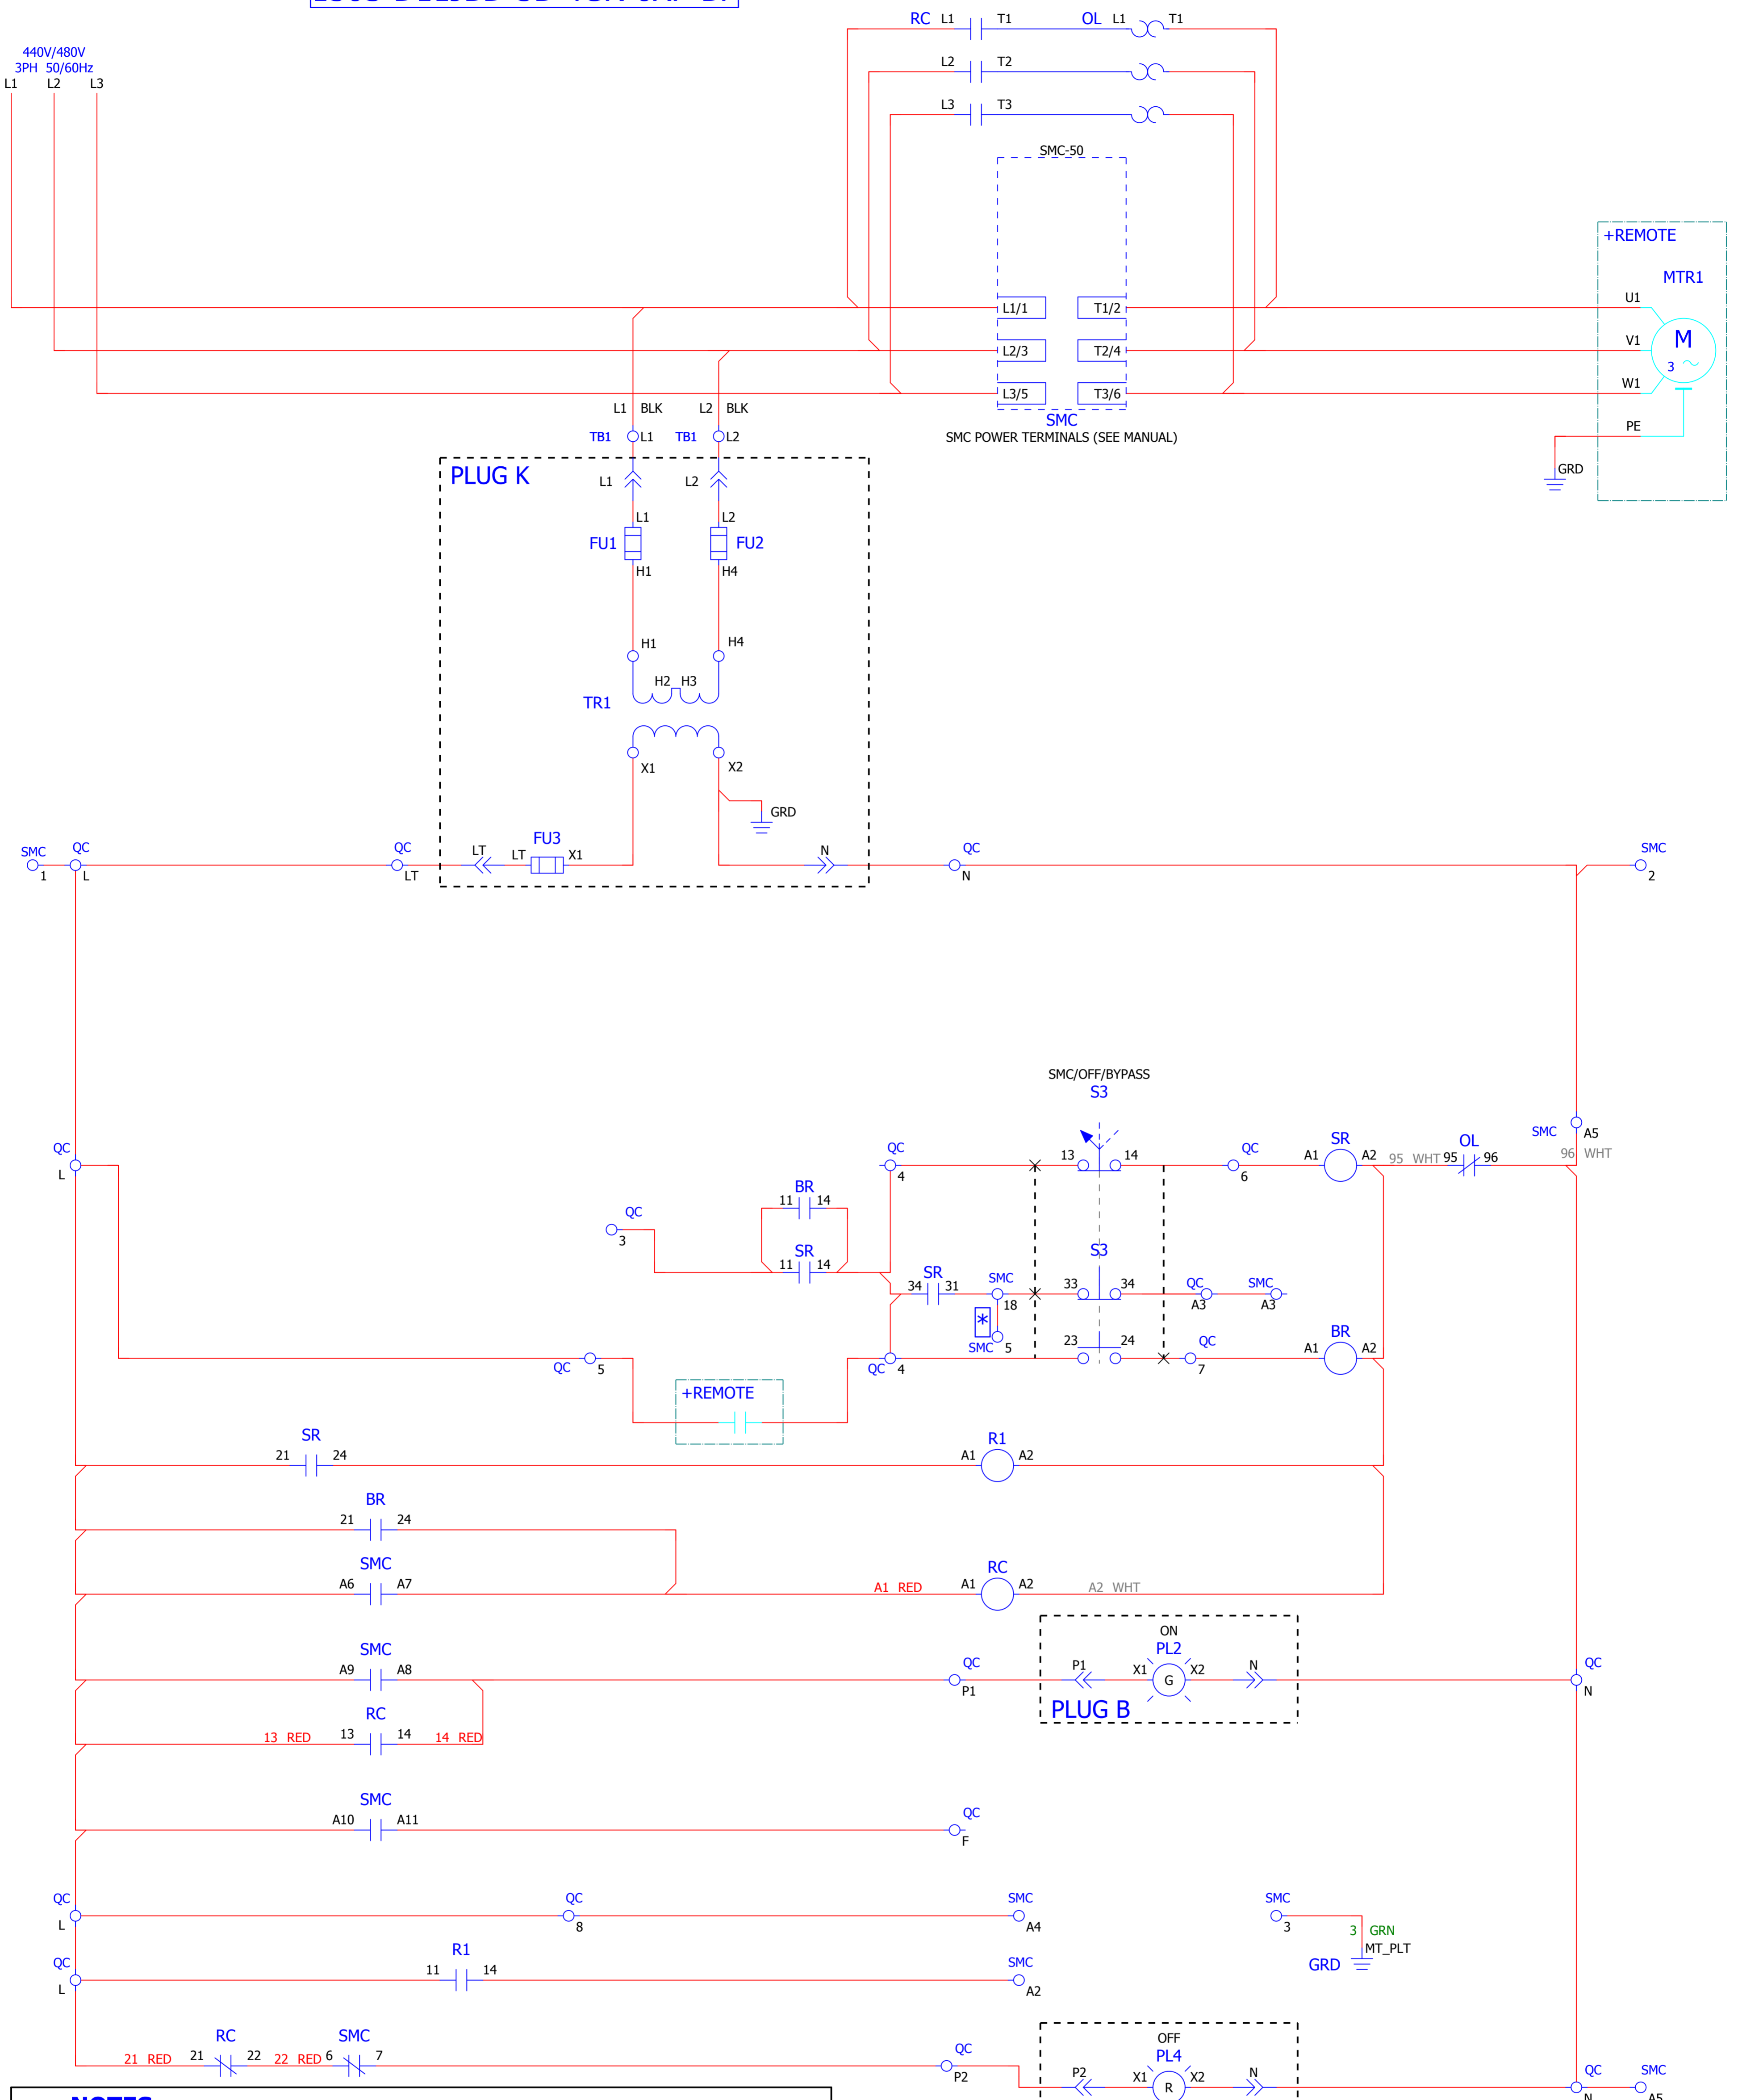 RC L1 T1 OL L1 T1
440V/480V
3PH 50/60Hz
L1 L2 L3
L2 T2
L3 T3
SMC-50
+REMOTE
MTR1
L1/1 T1/2 U1
L2/3 T2/4 V1 M
3
L3/5 T3/6 W1
L1 BLK L2 BLK
SMC
SMC POWER TERMINALS (SEE MANUAL)
PE
TB1 L1 TB1 L2
GRD
PLUG K L1 L2
L1 L2
FU1 FU2
H1 H4
H1 H4
H2 H3
TR1
X1 X2
GRD
SMC QC QC LT LT FU3 X1 N QC SMC
1 L LT N 2
SMC/OFF/BYPASS
S3
SMC A5
QC L
QC 4 13 14 QC 6 A1 SR A2 95 WHT 95 OL 96 96 WHT
BR
11 14
QC
3
SR
11 14
S3
SR
34 31 SMC 18 33 34 QC A3 SMC A3
*
SMC 5
23 24
QC 5 QC 4 QC 7 A1 BR A2
+REMOTE
SR
21 24
R1
A1 A2
BR
21 24
SMC
A6 A7
A1 RED
RC
A1 A2
A2 WHT
SMC
A9 A8
QC
P1
ON
PL2
P1 X1 G X2 N
PLUG B
QC
N
RC
13 RED 13 14 14 RED
SMC
A10 A11
QC
F
QC L QC 8 SMC A4 SMC 3
3 GRN
MT_PLT
GRD
QC L
R1
11 14
SMC
A2
RC SMC
21 RED 21 22 22 RED 6 7
QC
P2
OFF
PL4
P2 X1 R X2 N
QC SMC